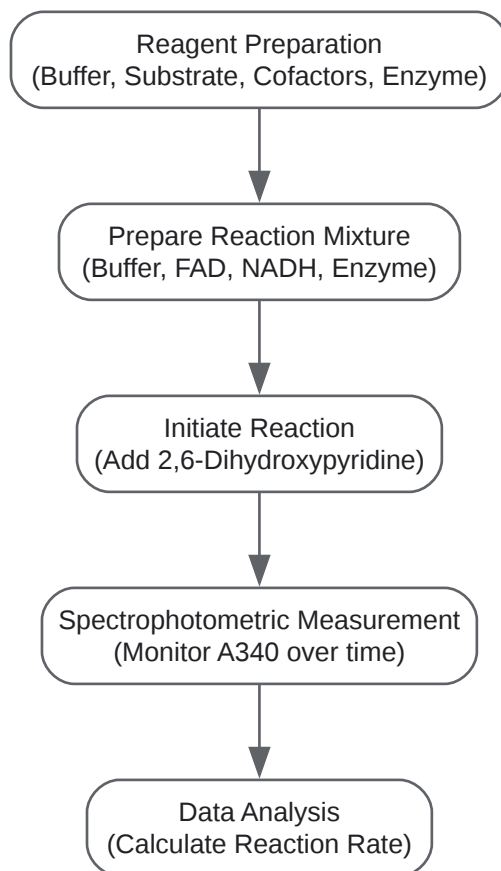 Reagent Preparation
(Buffer, Substrate, Cofactors, Enzyme)
Prepare Reaction Mixture
(Buffer, FAD, NADH, Enzyme)
Initiate Reaction
(Add 2,6-Dihydroxypyridine)
Spectrophotometric Measurement
(Monitor A340 over time)
Data Analysis
(Calculate Reaction Rate)